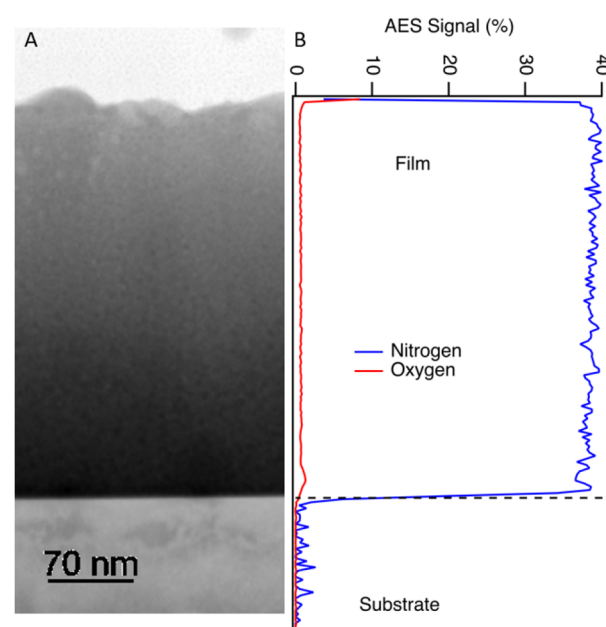 A
70 nm
B
AES Signal (%)
0 10 20 30 40
Film
Nitrogen
Oxygen
Substrate